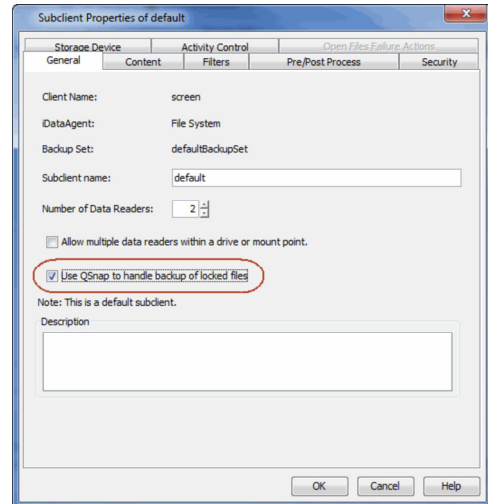 Subclient Properties of default
Storage Device Activity Control Open Files Failure Actions
General Content Filters Pre/Post Process Security
Client Name: screen
iDataAgent: File System
Backup Set: defaultBackupSet
Subclient name: default
Number of Data Readers: 2
Allow multiple data readers within a drive or mount point.
Use QSnap to handle backup of locked files
Note: This is a default subclient.
Description
OK Cancel Help